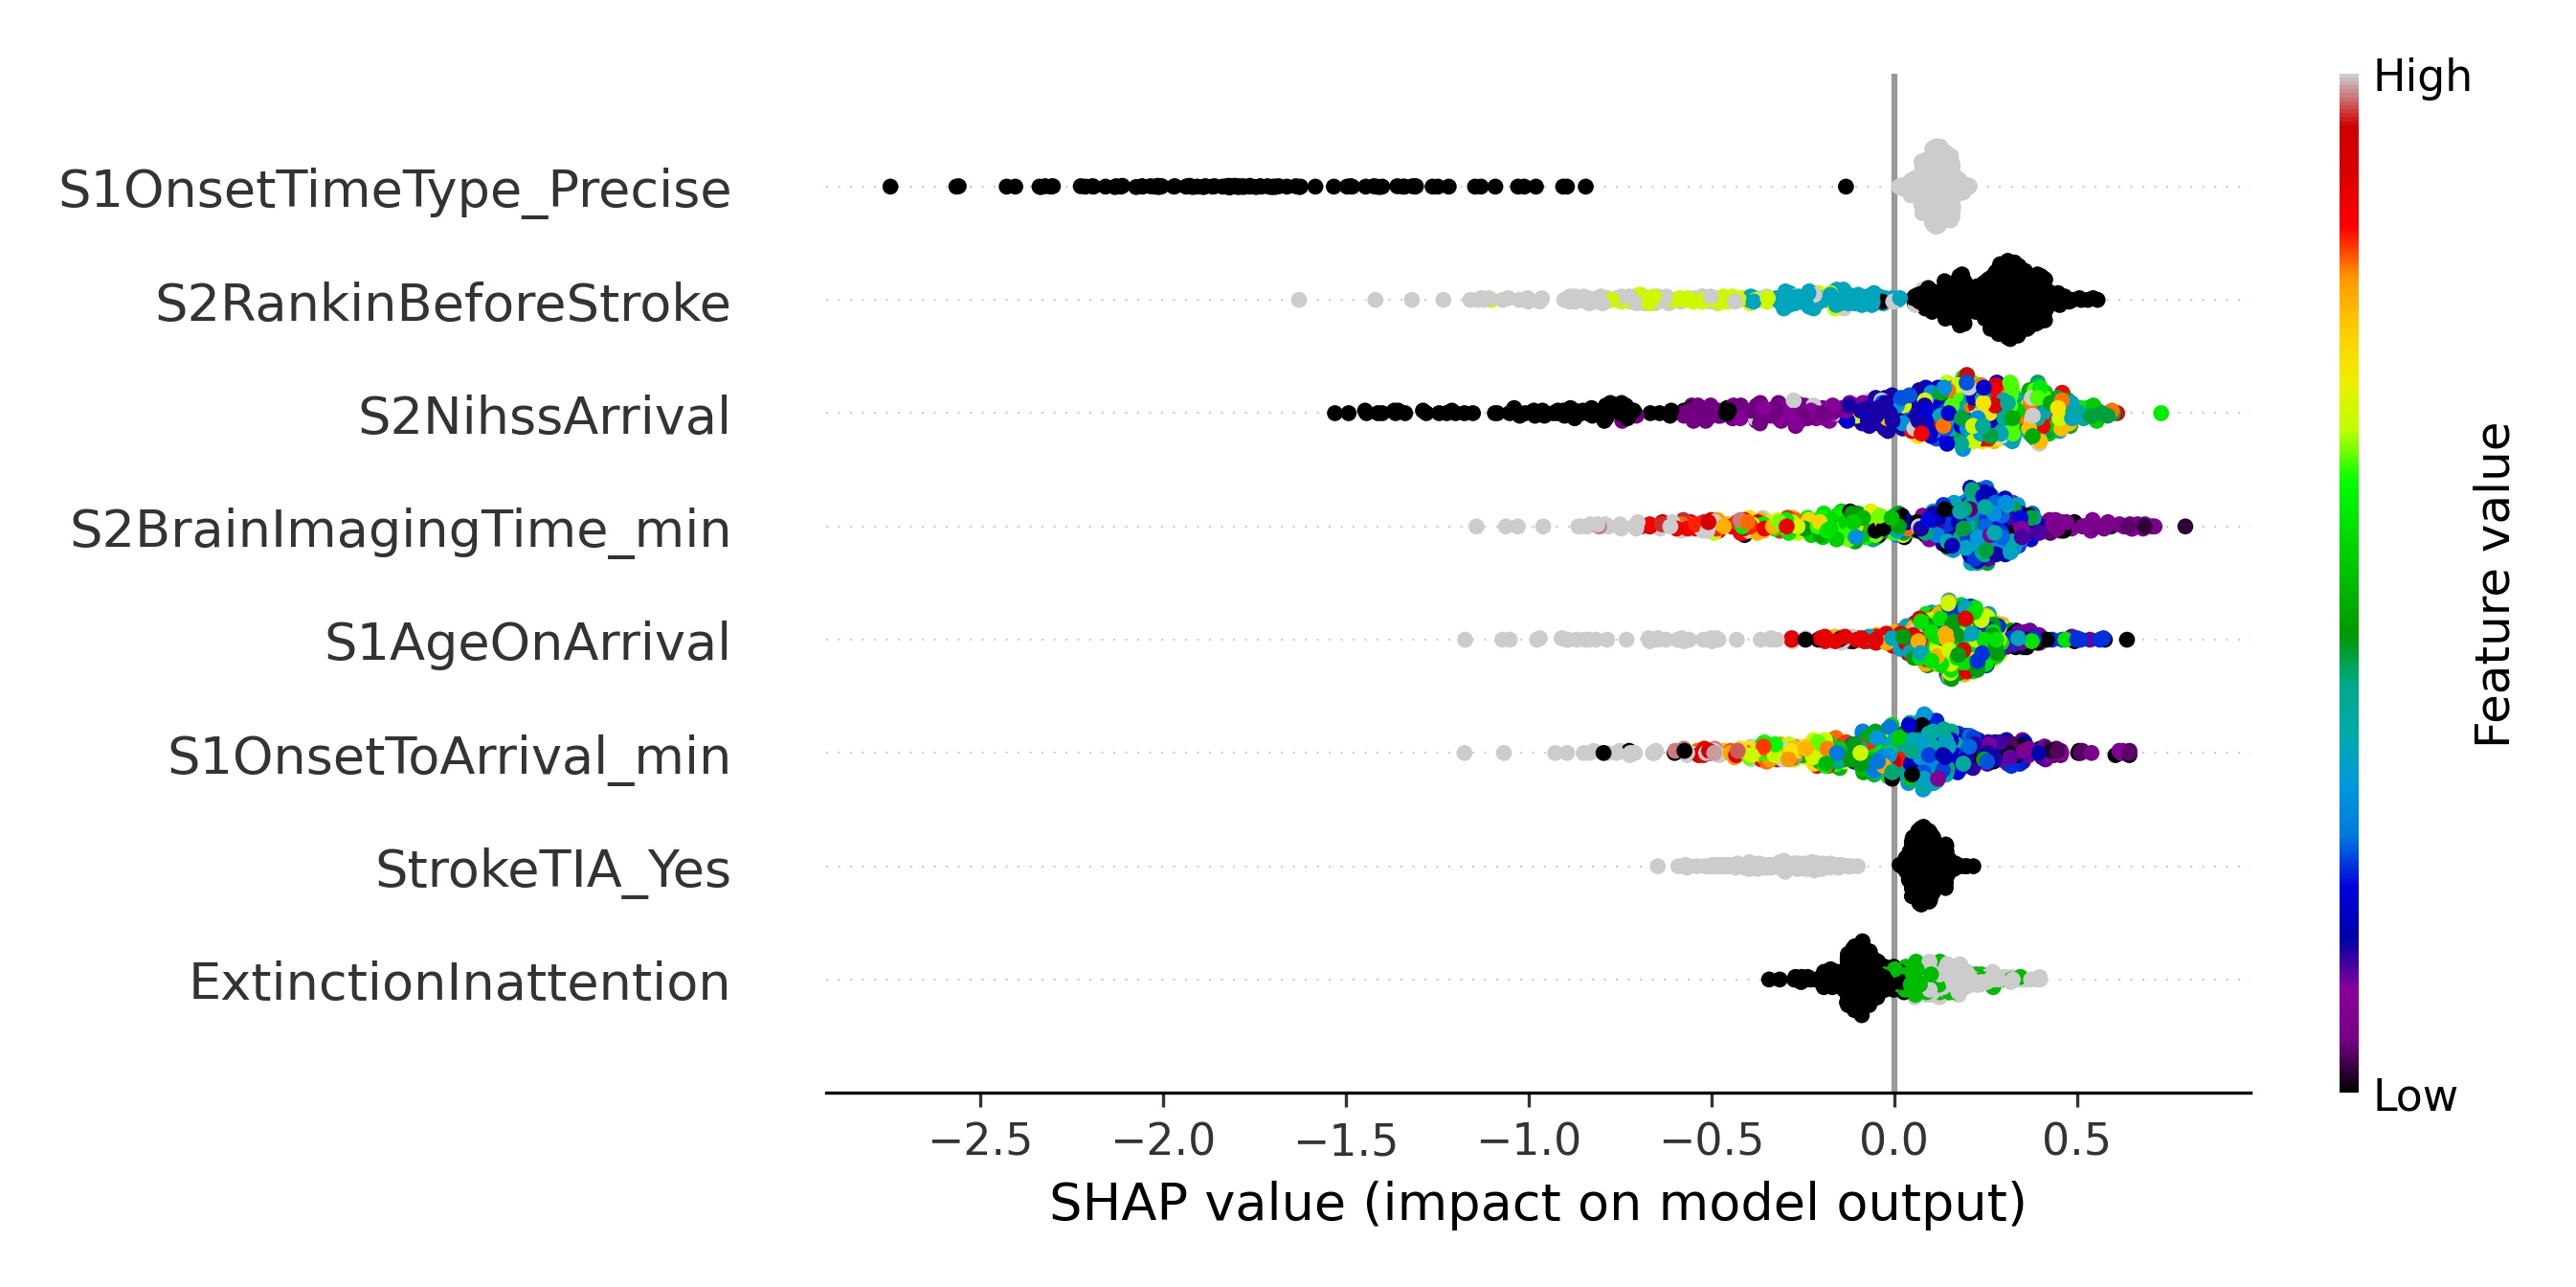 High
S1OnsetTimeType_Precise
S2RankinBeforeStroke
S2NihssArrival
S2BrainImagingTime_min
S1AgeOnArrival
S1OnsetToArrival_min
StrokeTIA_Yes
ExtinctionInattention
Feature value
Low
−2.5 −2.0 −1.5 −1.0 −0.5 0.0 0.5
SHAP value (impact on model output)